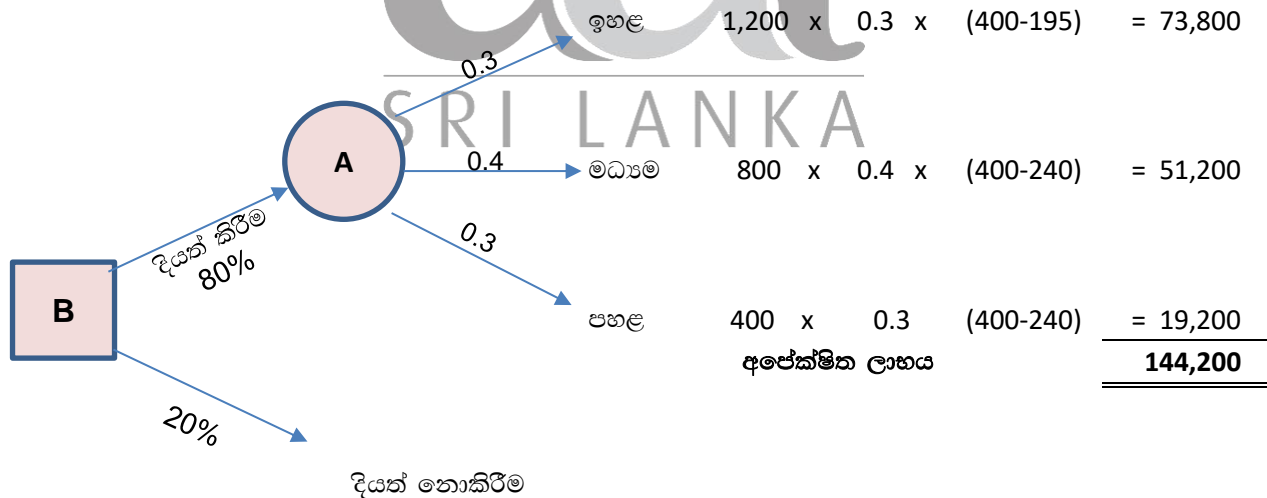 ඉහළ 1,200 x 0.3 x (400-195) = 73,800
0.3
SRI LANKA
A
0.4
මධ්‍යම 800 x 0.4 x (400-240) = 51,200
දියත් කිරීම
80%
0.3
B
පහළ 400 x 0.3 (400-240) = 19,200
අපේක්ෂිත ලාභය 144,200
20%
දියත් නොකිරීම